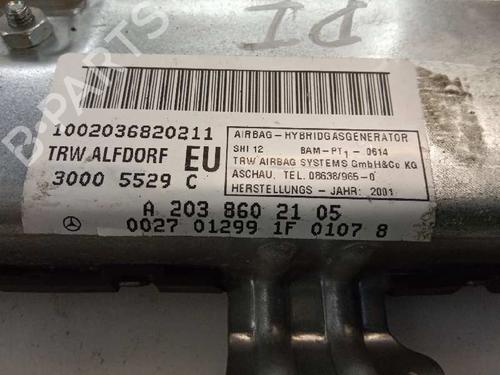 PI
B-PARTS
1002036820211
TRW ALFDORF EU
3000 5529 C
AIRBAG-HYBRIDGASGENERATOR
SHI 12 BAM-PT1-0614
TRW AIRBAG SYSTEMS GmbH&Co KG
ASCHAU. TEL. 08638/965-0
HERSTELLUNGS-JAHR: 2001
A 203 860 21 05
0027 01299 1F 0107 8